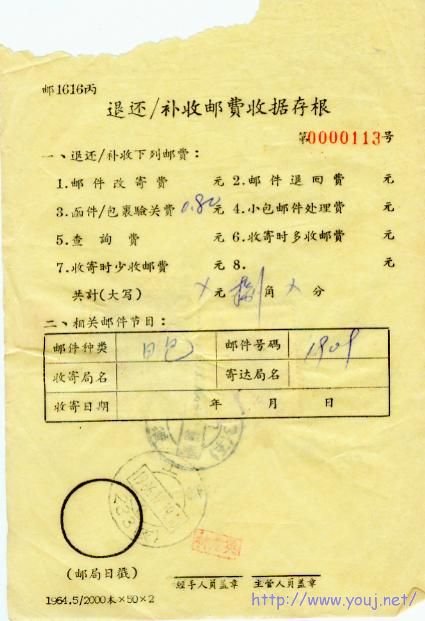 邮1616丙
退还/补收邮费收据存根
第0000113号
一、退还/补收下列邮费：
1.邮件改寄费 元 2.邮件退回费 元
3.函件/包裹验关费 0.80 元 4.小包邮件处理费 元
5.查询费 元 6.收寄时多收邮费 元
7.收寄时少收邮费 元 8. 元
共計(大写) × 元 捌 角 × 分
二、相关邮件节目：
邮件种类 日包 邮件号码 1909
收寄局名 寄达局名
收寄日期 年 月 日
(邮局日戳)
经手人员盖章 主管人员盖章
1964.5/2000本×50×2
http://www.youj.net/